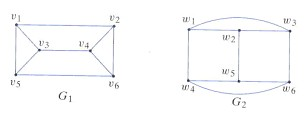 v₁ v₂ w₁ w₂ w₃
v₃ v₄
v₅ v₆ w₄ w₅ w₆
G₁ G₂